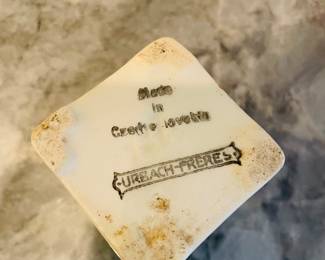 Made
in
Czecho-slovakia
URBACH-FRERES